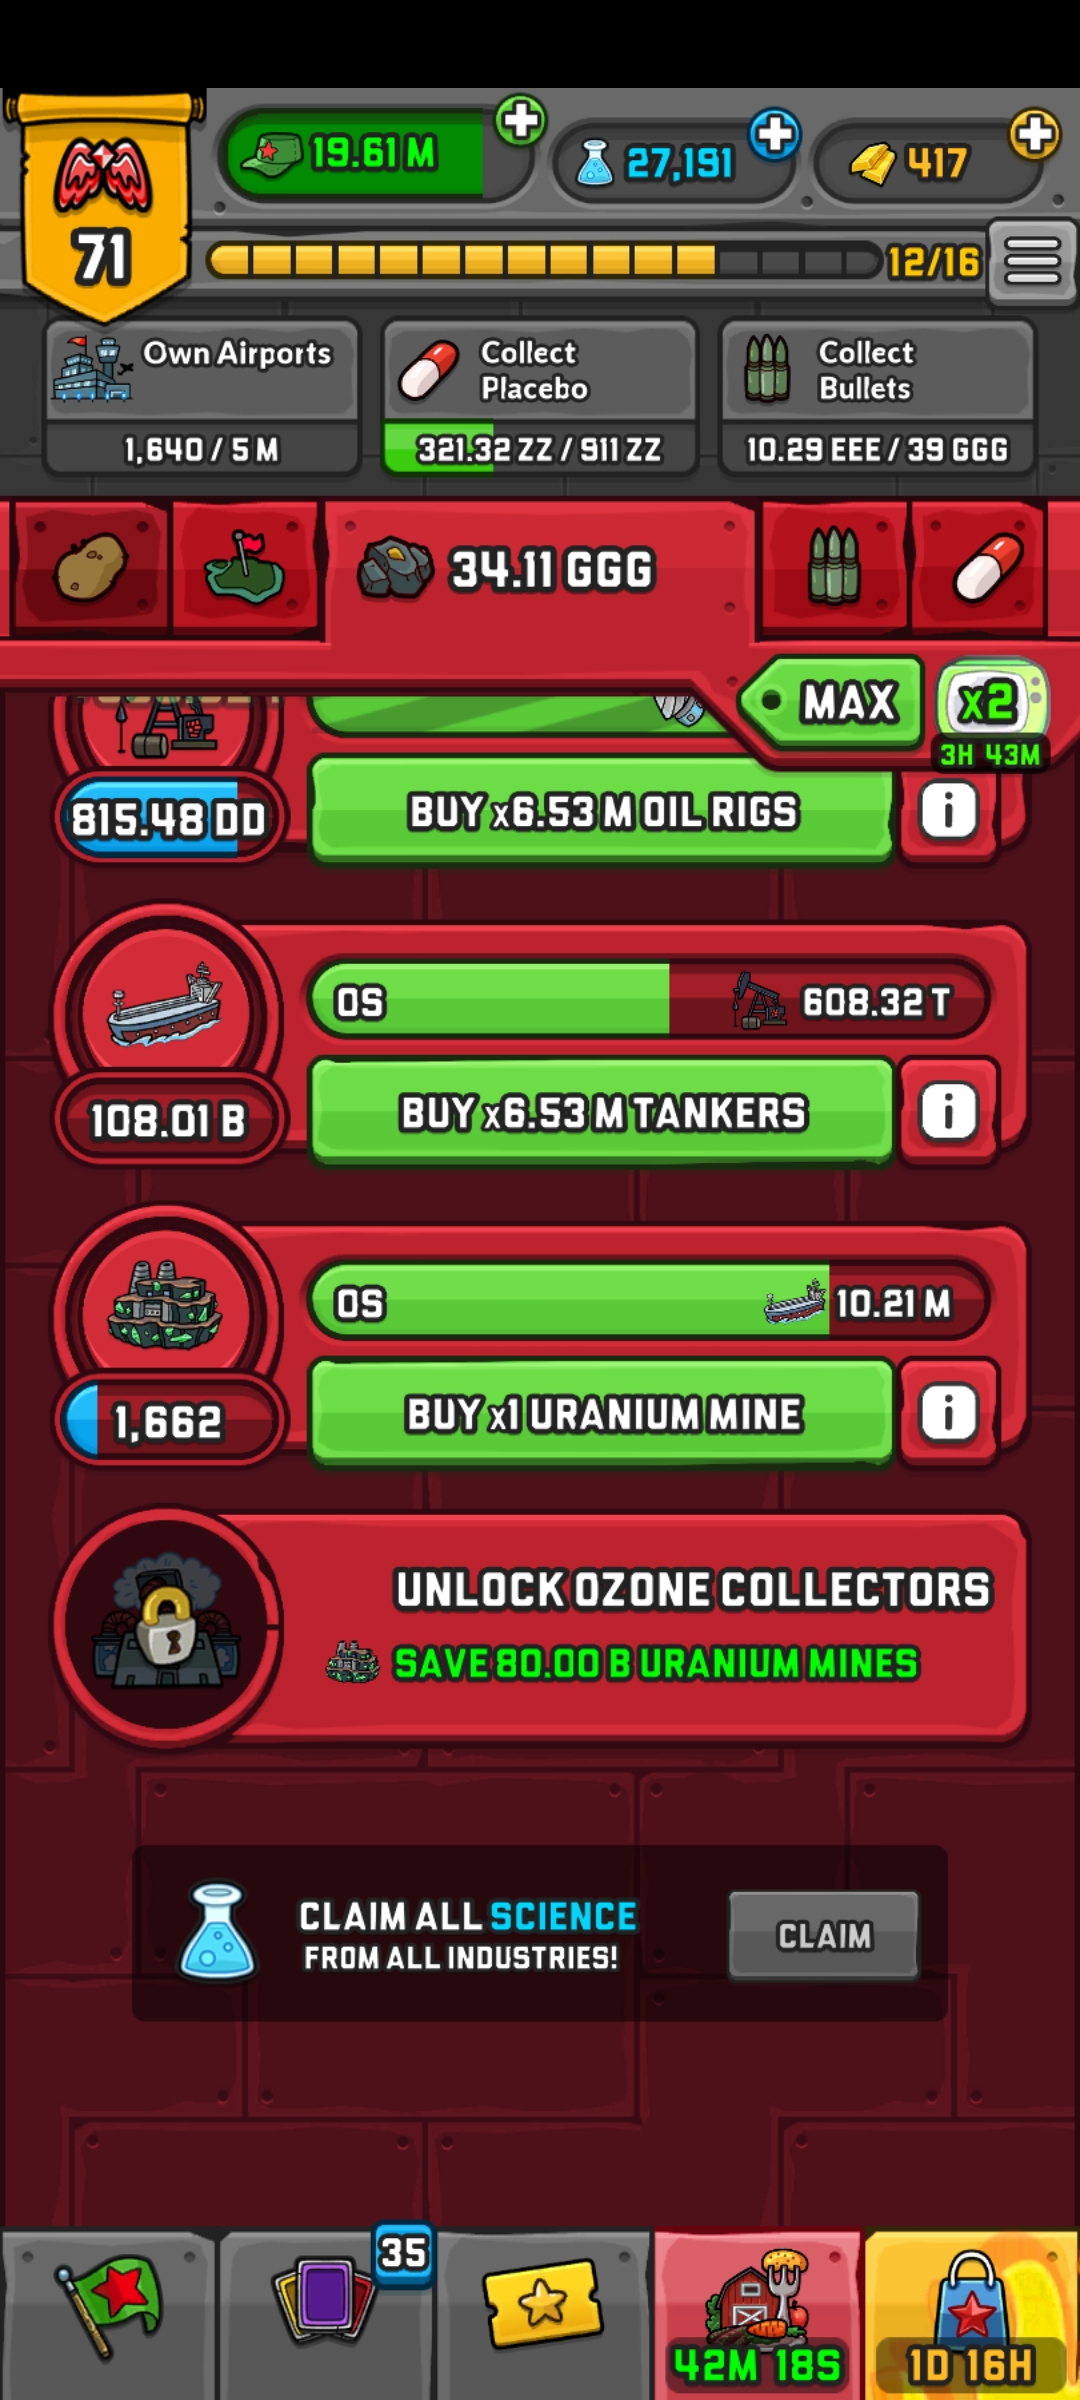 19.61 M
27,191
417
71
12/16
Own Airports
1,640 / 5 M
Collect
Placebo
321.32 ZZ / 911 ZZ
Collect
Bullets
10.29 EEE / 39 GGG
34.11 GGG
MAX
x2
3H 43M
815.48 DD
BUY x6.53 M OIL RIGS
i
0S
608.32 T
108.01 B
BUY x6.53 M TANKERS
i
0S
10.21 M
1,662
BUY x1 URANIUM MINE
i
UNLOCK OZONE COLLECTORS
SAVE 80.00 B URANIUM MINES
CLAIM ALL SCIENCE
FROM ALL INDUSTRIES!
CLAIM
35
42M 18S
1D 16H